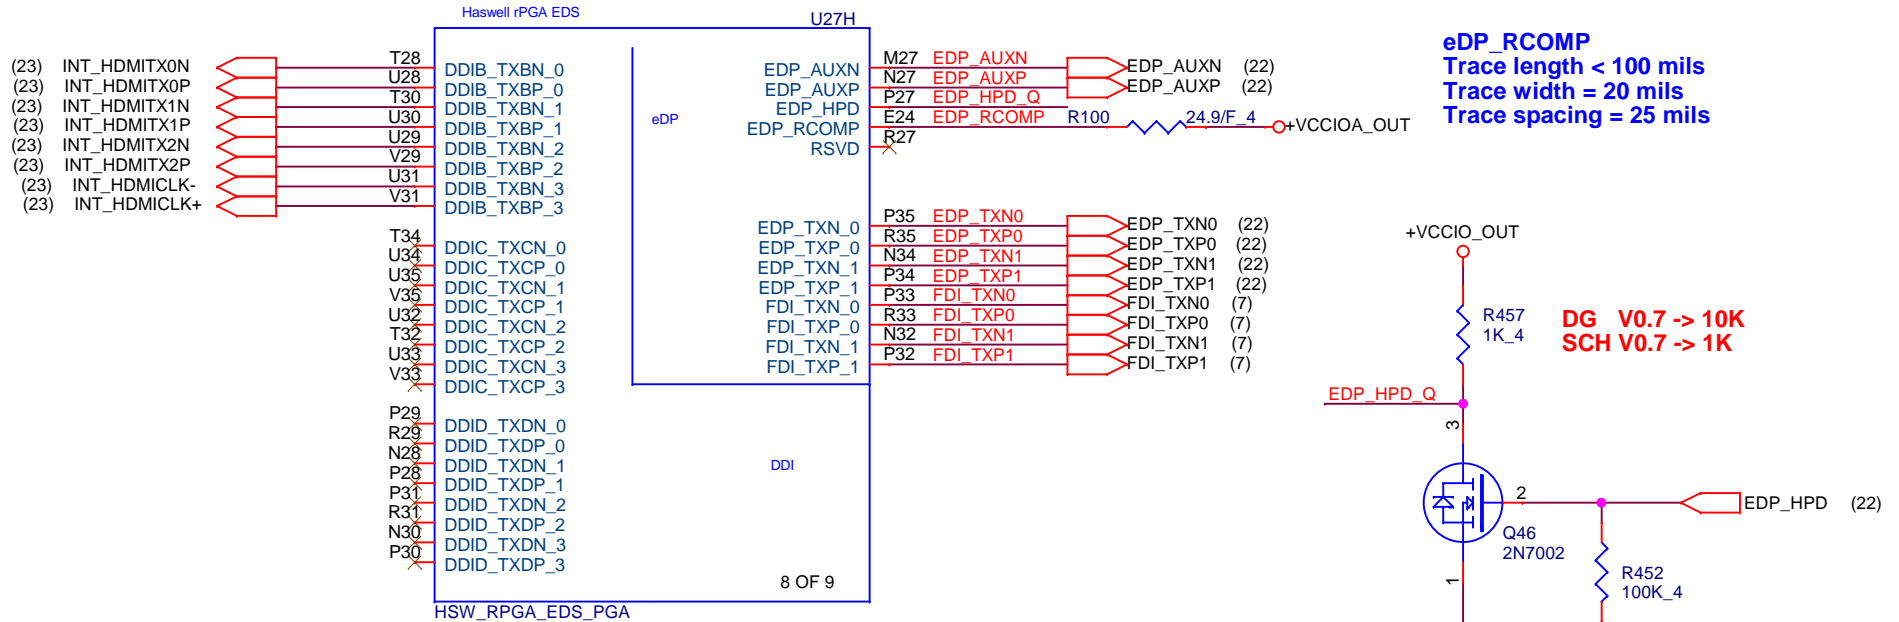 Haswell rPGA EDS
U27H
(23) INT_HDMITX0N T28 DDIB_TXBN_0
(23) INT_HDMITX0P U28 DDIB_TXBP_0
(23) INT_HDMITX1N T30 DDIB_TXBN_1
(23) INT_HDMITX1P U30 DDIB_TXBP_1
(23) INT_HDMITX2N U29 DDIB_TXBN_2
(23) INT_HDMITX2P V29 DDIB_TXBP_2
(23) INT_HDMICLK- U31 DDIB_TXBN_3
(23) INT_HDMICLK+ V31 DDIB_TXBP_3
T34 DDIC_TXCN_0
U34 DDIC_TXCP_0
U35 DDIC_TXCN_1
V35 DDIC_TXCP_1
U32 DDIC_TXCN_2
T32 DDIC_TXCP_2
U33 DDIC_TXCN_3
V33 DDIC_TXCP_3
P29 DDID_TXDN_0
R29 DDID_TXDP_0
N28 DDID_TXDN_1
P28 DDID_TXDP_1
P31 DDID_TXDN_2
R31 DDID_TXDP_2
N30 DDID_TXDN_3
P30 DDID_TXDP_3
eDP
DDI
8 OF 9
HSW_RPGA_EDS_PGA
EDP_AUXN M27 EDP_AUXN EDP_AUXN (22)
EDP_AUXP N27 EDP_AUXP EDP_AUXP (22)
EDP_HPD P27 EDP_HPD_Q
EDP_RCOMP E24 EDP_RCOMP R100 24.9/F_4 +VCCIOA_OUT
RSVD R27
EDP_TXN_0 P35 EDP_TXN0 EDP_TXN0 (22)
EDP_TXP_0 R35 EDP_TXP0 EDP_TXP0 (22)
EDP_TXN_1 N34 EDP_TXN1 EDP_TXN1 (22)
EDP_TXP_1 P34 EDP_TXP1 EDP_TXP1 (22)
FDI_TXN_0 P33 FDI_TXN0 FDI_TXN0 (7)
FDI_TXP_0 R33 FDI_TXP0 FDI_TXP0 (7)
FDI_TXN_1 N32 FDI_TXN1 FDI_TXN1 (7)
FDI_TXP_1 P32 FDI_TXP1 FDI_TXP1 (7)
eDP_RCOMP
Trace length < 100 mils
Trace width = 20 mils
Trace spacing = 25 mils
+VCCIO_OUT
R457
1K_4
DG V0.7 -> 10K
SCH V0.7 -> 1K
EDP_HPD_Q
3
2
EDP_HPD (22)
Q46
2N7002
1
R452
100K_4